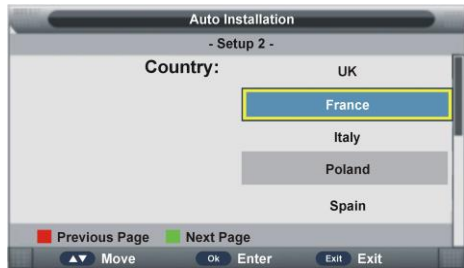 Auto Installation
- Setup 2 -
Country: UK
France
Italy
Poland
Spain
Previous Page Next Page
▲▼ Move Ok Enter Exit Exit